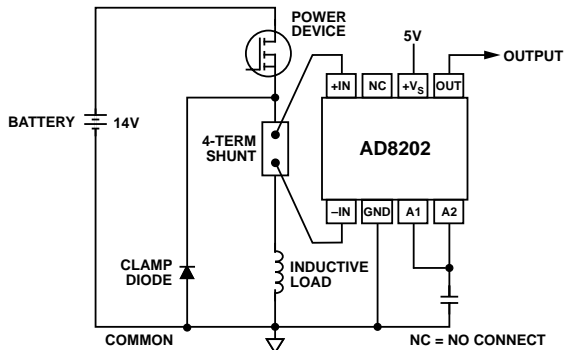 POWER
DEVICE
5V
OUTPUT
+IN
NC
+VS
OUT
BATTERY
14V
4-TERM
SHUNT
AD8202
–IN
GND
A1
A2
CLAMP
DIODE
INDUCTIVE
LOAD
COMMON
NC = NO CONNECT